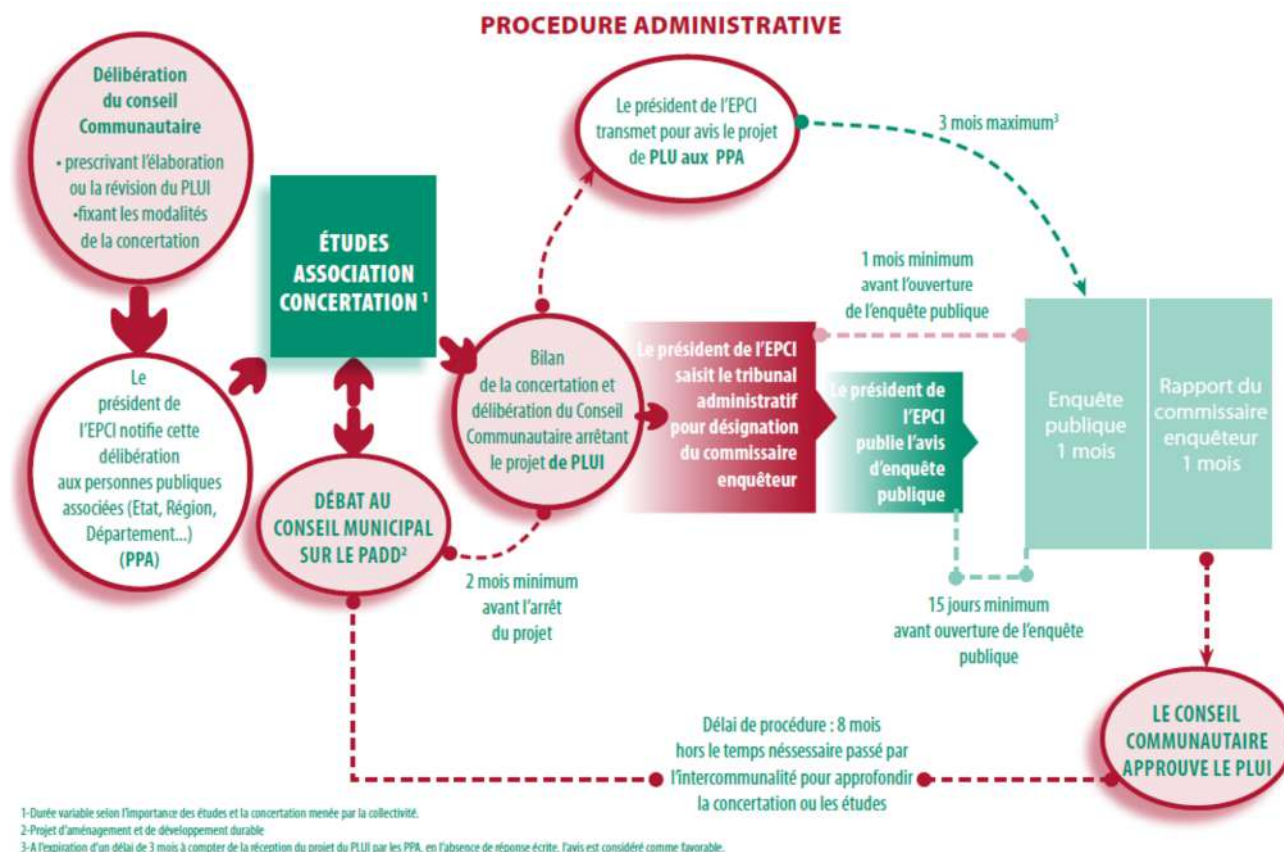 PROCEDURE ADMINISTRATIVE
Délibération
du conseil
Communautaire
• prescrivant l'élaboration
ou la révision du PLUI
•fixant les modalités
de la concertation
Le
président de
l'EPCI notifie cette
délibération
aux personnes publiques
associées (Etat, Région,
Département...)
(PPA)
ÉTUDES
ASSOCIATION
CONCERTATION ¹
DÉBAT AU
CONSEIL MUNICIPAL
SUR LE PADD²
2 mois minimum
avant l'arrêt
du projet
Bilan
de la concertation et
délibération du Conseil
Communautaire arrêtant
le projet de PLUI
Le président de l'EPCI
transmet pour avis le projet
de PLU aux PPA
3 mois maximum³
Le président de l'EPCI
saisit le tribunal
administratif
pour désignation
du commissaire
enquêteur
1 mois minimum
avant l'ouverture
de l'enquête publique
Le président de
l'EPCI
publie l'avis
d'enquête
publique
15 jours minimum
avant ouverture de l'enquête
publique
Enquête
publique
1 mois
Rapport du
commissaire
enquêteur
1 mois
LE CONSEIL
COMMUNAUTAIRE
APPROUVE LE PLUI
Délai de procédure : 8 mois
hors le temps néssessaire passé par
l'intercommunalité pour approfondir
la concertation ou les études
1-Durée variable selon l'importance des études et la concertation menée par la collectivité.
2-Projet d'aménagement et de développement durable
3-A l'expiration d'un délai de 3 mois à compter de la réception du projet du PLUI par les PPA, en l'absence de réponse écrite, l'avis est considéré comme favorable.